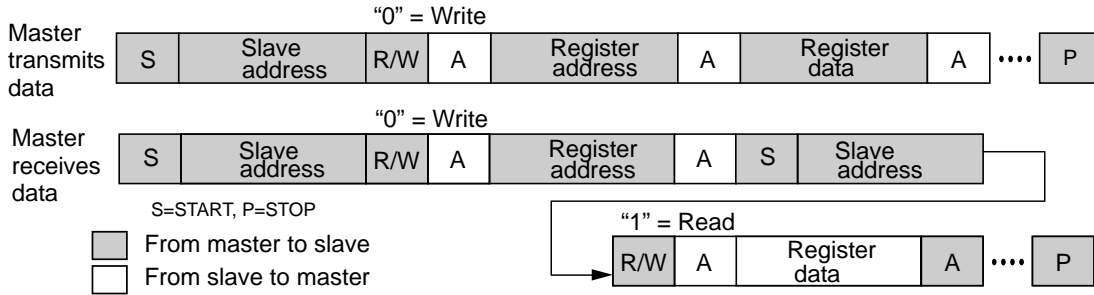 “0” = Write
Master transmits data
S Slave address R/W A Register address A Register data A •••• P
“0” = Write
Master receives data
S Slave address R/W A Register address A S Slave address
S=START, P=STOP
“1” = Read
From master to slave
R/W A Register data A •••• P
From slave to master